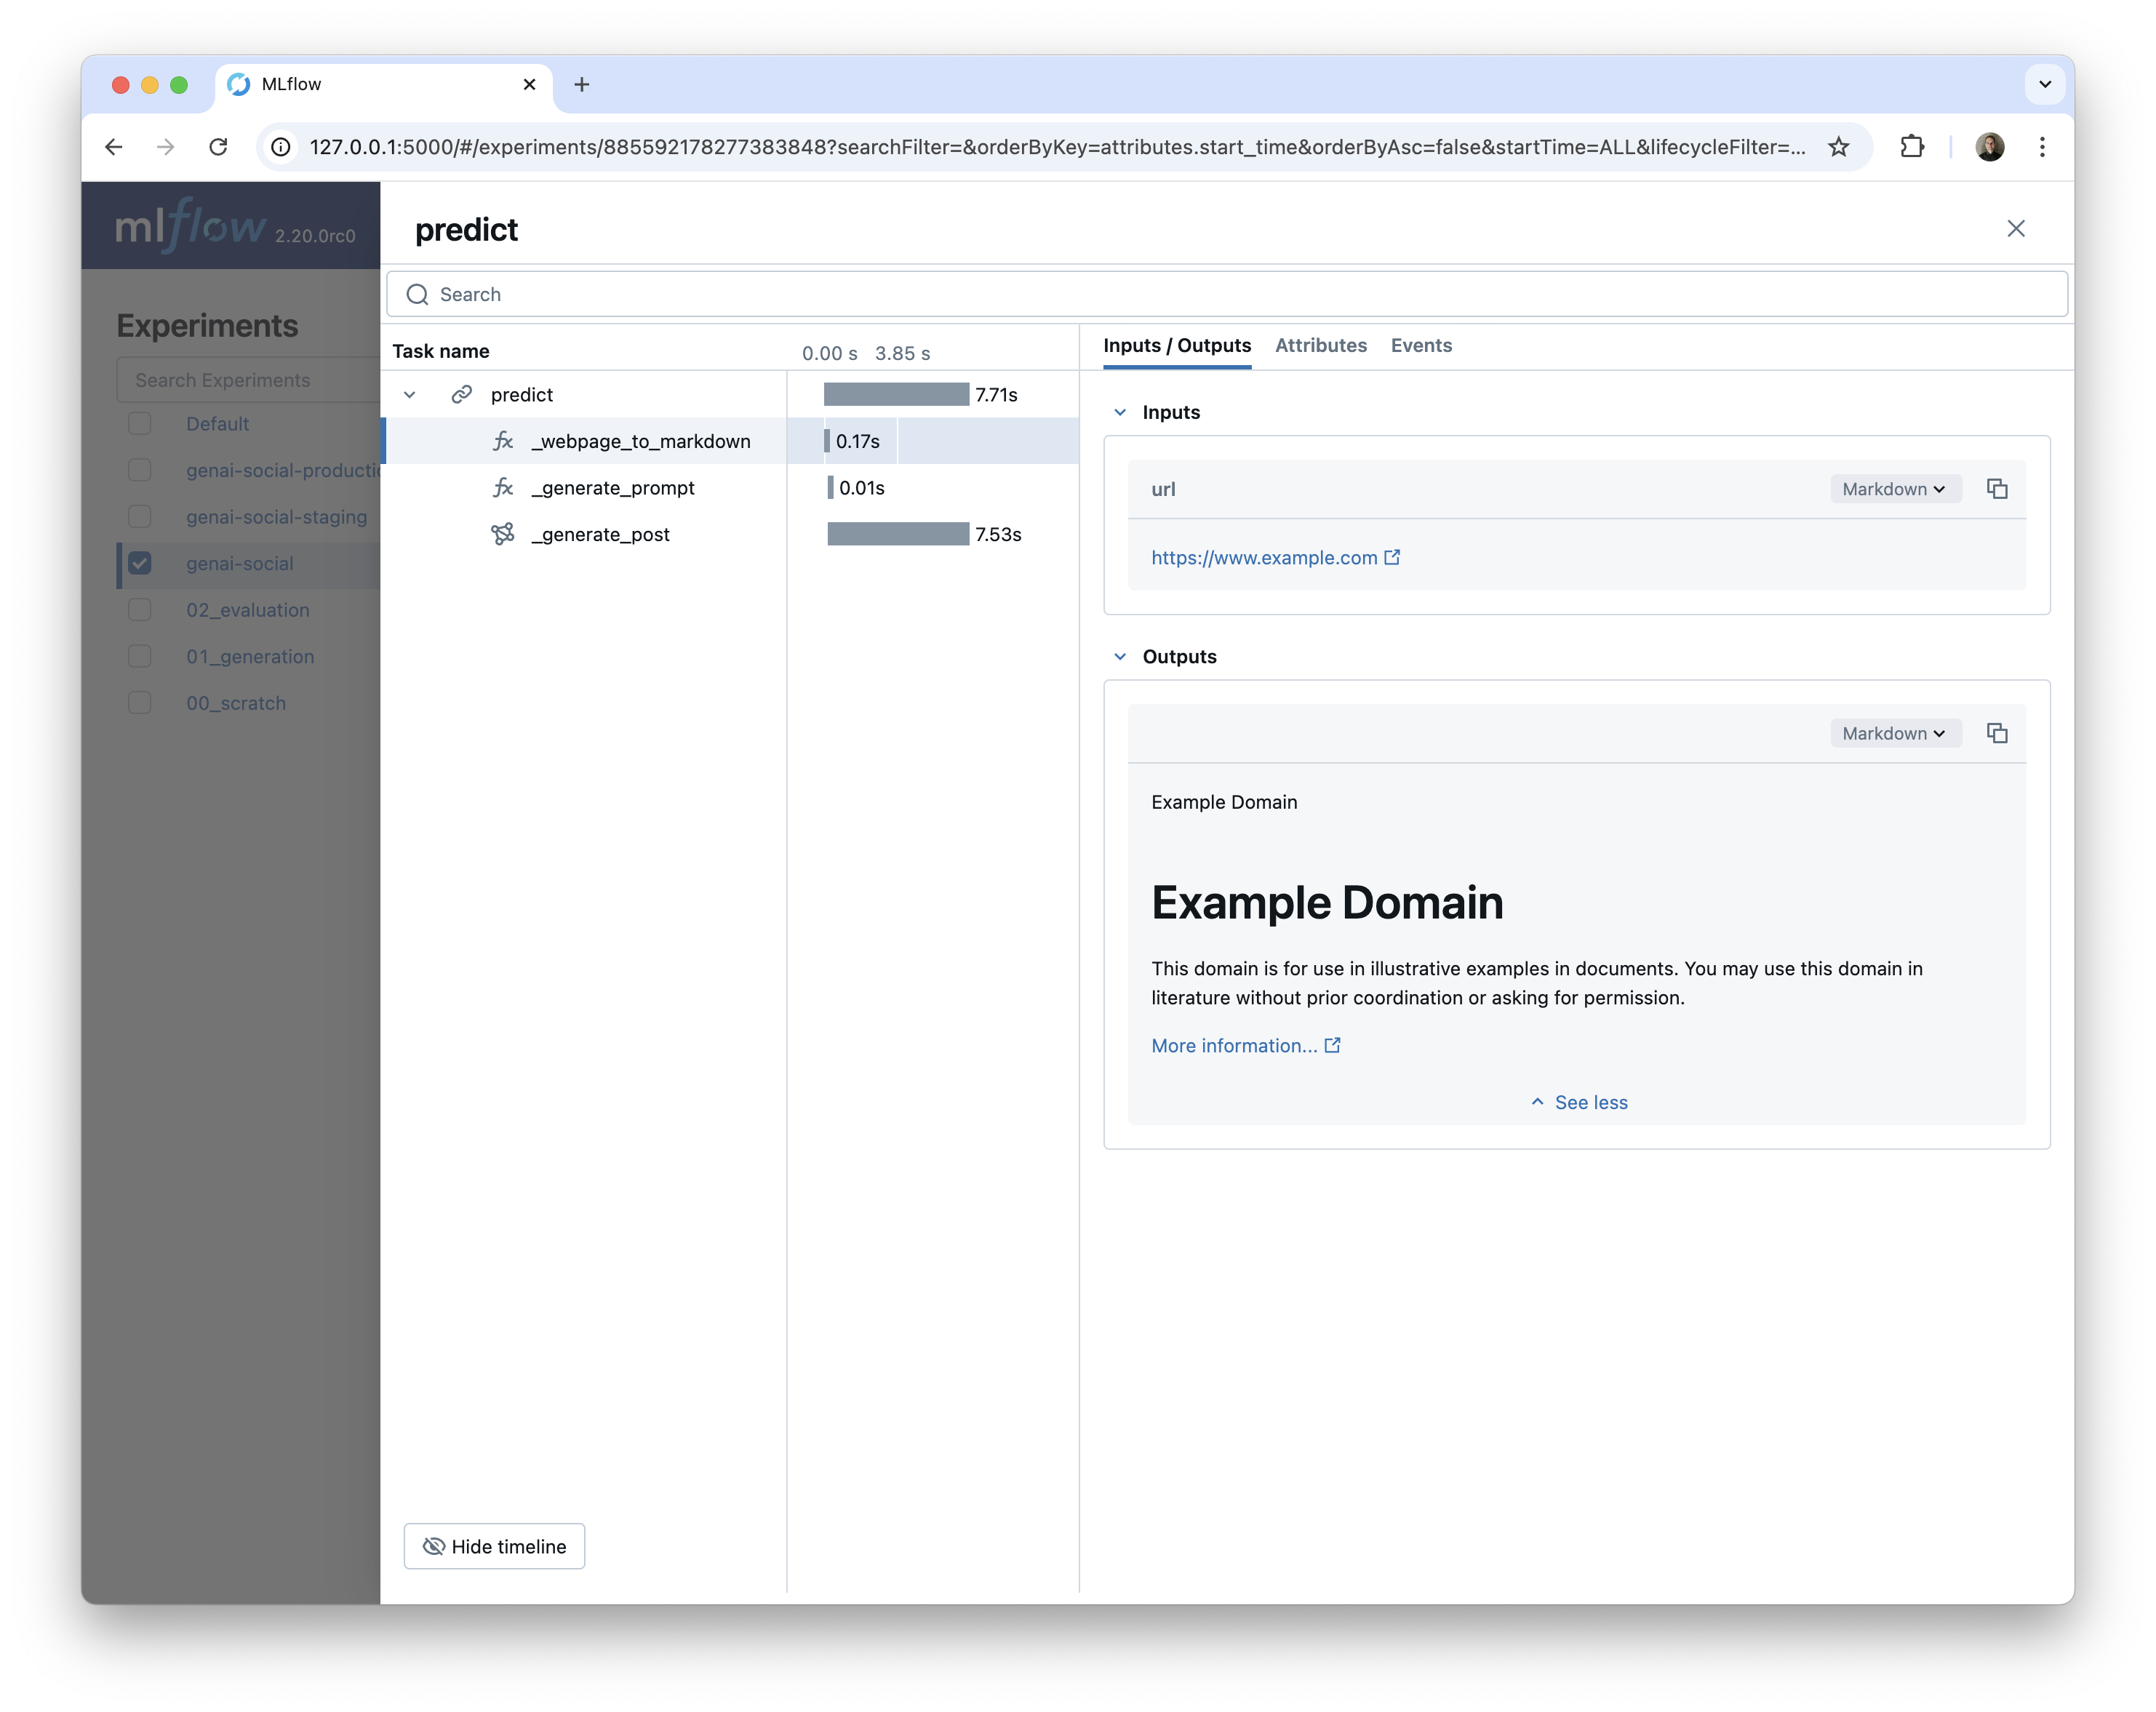 MLflow
127.0.0.1:5000/#/experiments/885592178277383848?searchFilter=&orderByKey=attributes.start_time&orderByAsc=false&startTime=ALL&lifecycleFilter=...
mlflow 2.20.0rc0
Experiments
Search Experiments
Default
genai-social-producti
genai-social-staging
genai-social
02_evaluation
01_generation
00_scratch
predict
Search
Task name
0.00 s 3.85 s
predict 7.71s
_webpage_to_markdown 0.17s
_generate_prompt 0.01s
_generate_post 7.53s
Hide timeline
Inputs / Outputs Attributes Events
Inputs
url Markdown
https://www.example.com
Outputs
Markdown
Example Domain
Example Domain
This domain is for use in illustrative examples in documents. You may use this domain in
literature without prior coordination or asking for permission.
More information...
See less